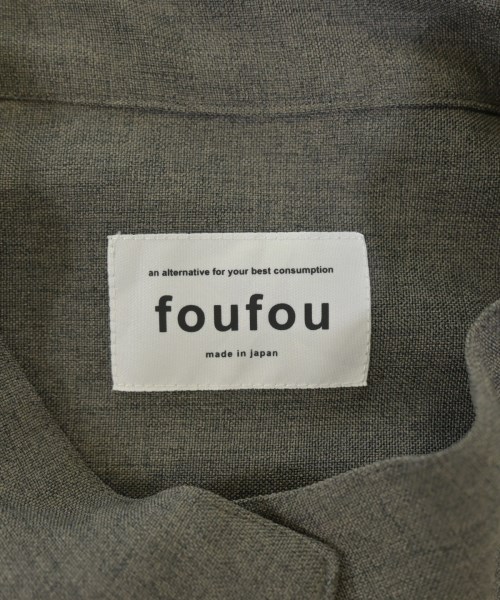 an alternative for your best consumption
foufou
made in japan